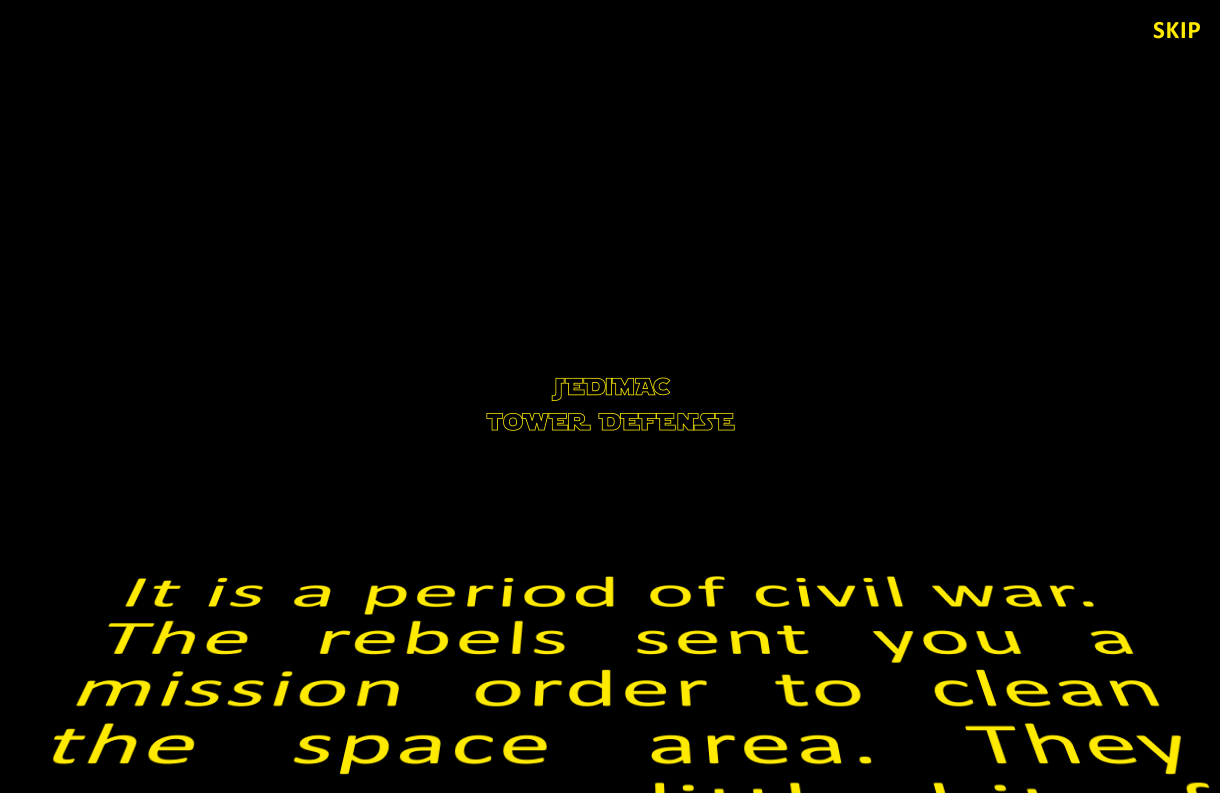 SKIP
JEDIMAC
TOWER DEFENSE
It is a period of civil war.
The rebels sent you a
mission order to clean
the space area. They